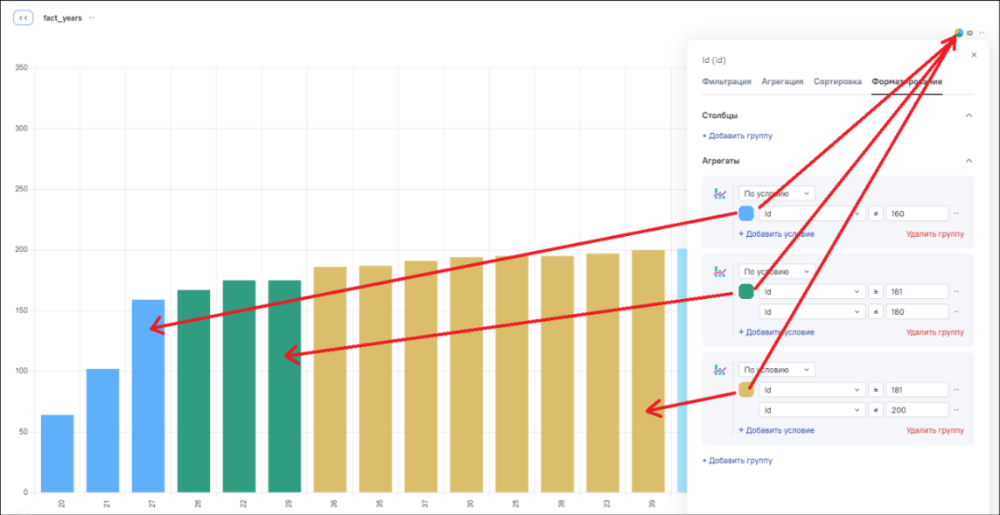 fact_years
ID
Id (id)
Фильтрация Агрегация Сортировка Форматирование
Столбцы
+ Добавить группу
Агрегаты
По условию
Id ≤ 160
+ Добавить условие Удалить группу
По условию
Id ≥ 161
Id ≤ 180
+ Добавить условие Удалить группу
По условию
Id ≥ 181
Id ≤ 200
+ Добавить условие Удалить группу
+ Добавить группу
350
300
250
200
150
100
50
0
20 21 27 26 22 29 36 35 37 30 25 38 23 39